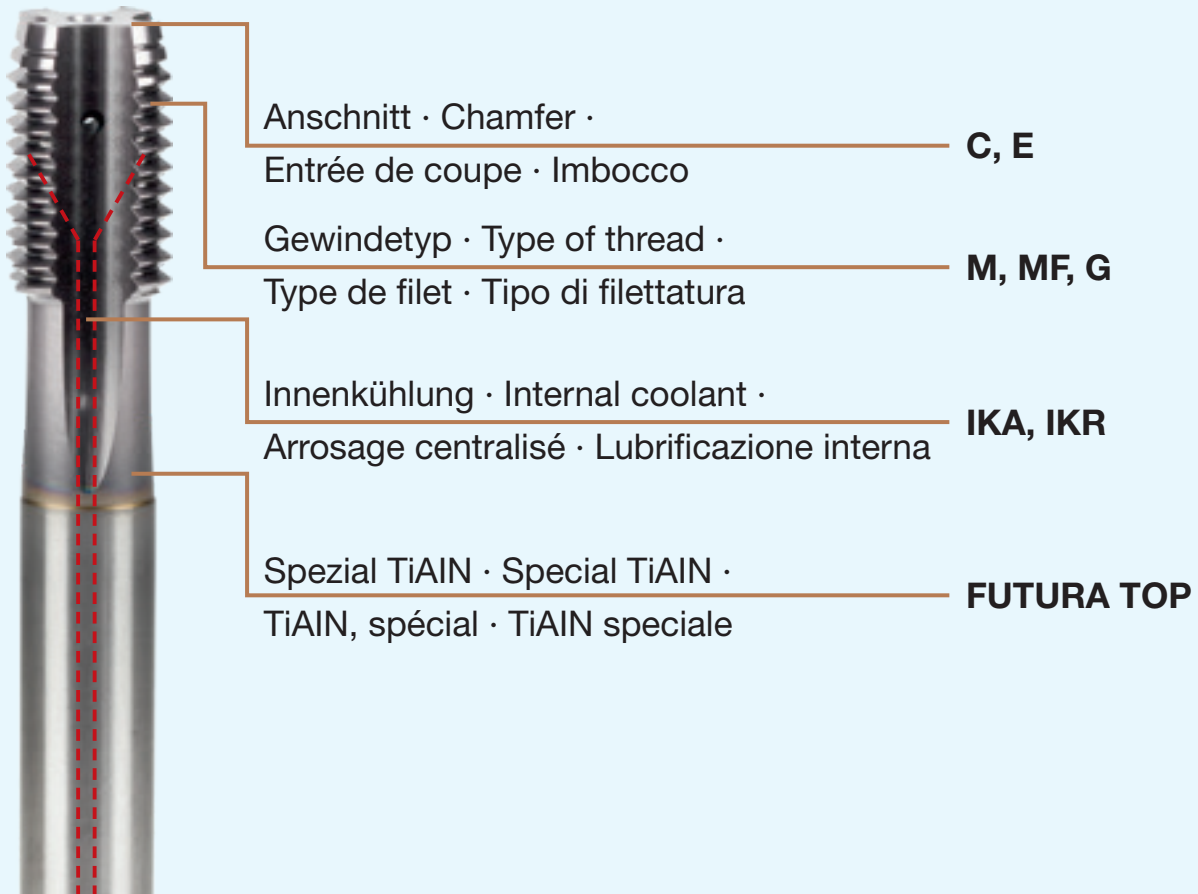 Anschnitt · Chamfer ·
Entrée de coupe · Imbocco
C, E
Gewindetyp · Type of thread ·
Type de filet · Tipo di filettatura
M, MF, G
Innenkühlung · Internal coolant ·
Arrosage centralisé · Lubrificazione interna
IKA, IKR
Spezial TiAlN · Special TiAlN ·
TiAlN, spécial · TiAlN speciale
FUTURA TOP